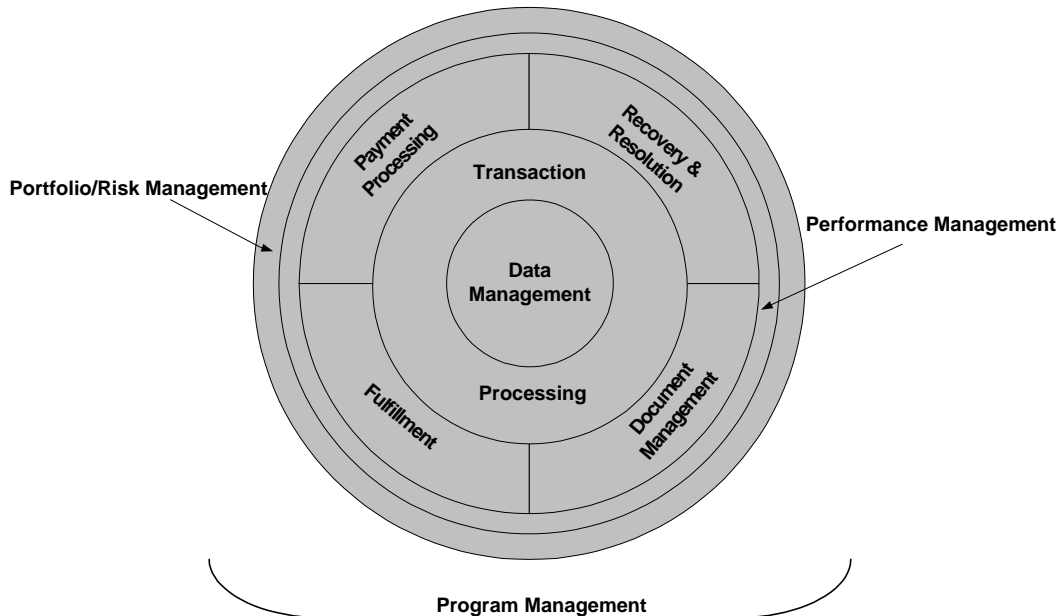 Payment
Processing
Recovery &
Resolution
Transaction
Portfolio/Risk Management
Performance Management
Data
Management
Processing
Fulfillment
Document
Management
Program Management